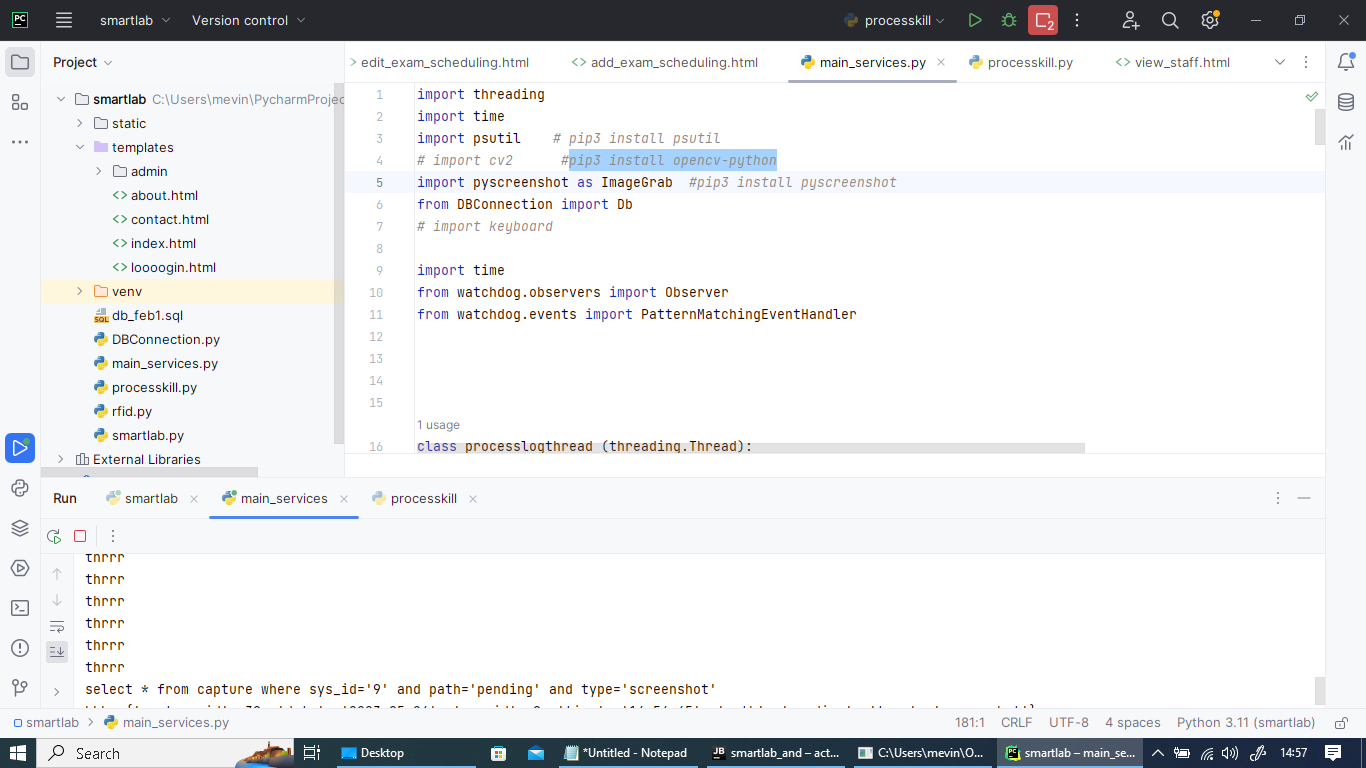 PC
smartlab
Version control
processkill
2
Project
edit_exam_scheduling.html
add_exam_scheduling.html
main_services.py
processkill.py
view_staff.html
smartlab C:\Users\mevin\PycharmProjec
static
templates
admin
about.html
contact.html
index.html
loooogin.html
venv
db_feb1.sql
DBConnection.py
main_services.py
processkill.py
rfid.py
smartlab.py
External Libraries
1 import threading
2 import time
3 import psutil # pip3 install psutil
4 # import cv2 #pip3 install opencv-python
5 import pyscreenshot as ImageGrab #pip3 install pyscreenshot
6 from DBConnection import Db
7 # import keyboard
8
9 import time
10 from watchdog.observers import Observer
11 from watchdog.events import PatternMatchingEventHandler
12
13
14
15
1 usage
16 class processlogthread (threading.Thread):
Run
smartlab
main_services
processkill
thrrr
thrrr
thrrr
thrrr
thrrr
thrrr
select * from capture where sys_id='9' and path='pending' and type='screenshot'
smartlab > main_services.py
181:1
CRLF
UTF-8
4 spaces
Python 3.11 (smartlab)
Search
Desktop
*Untitled - Notepad
smartlab_and – act...
C:\Users\mevin\O...
smartlab – main_se...
14:57